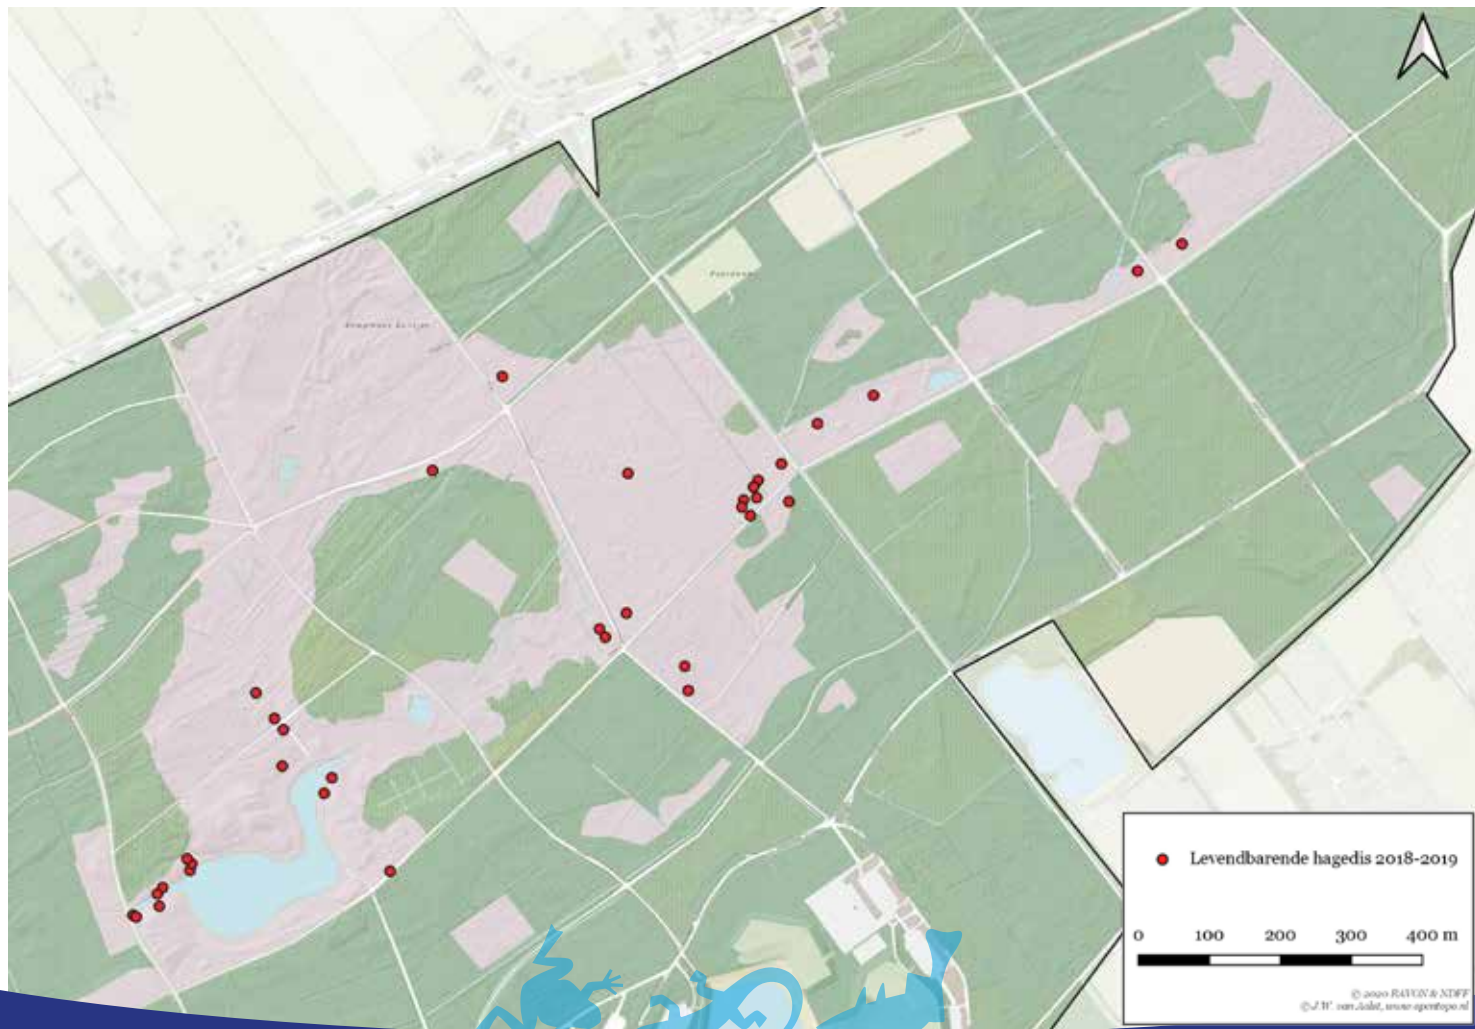 Levendbarende hagedis 2018-2019
0 100 200 300 400 m
© 2020 RAVON & NDFF
© J.W. van Aalst, www.opentopo.nl